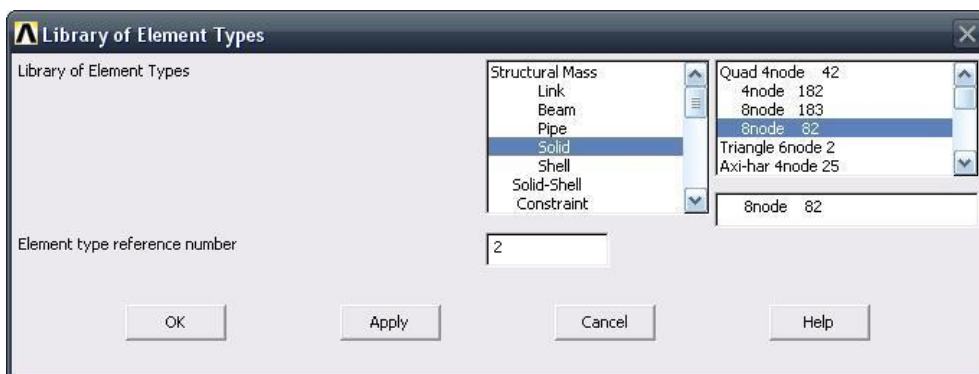 Library of Element Types
Library of Element Types
Structural Mass
Link
Beam
Pipe
Solid
Shell
Solid-Shell
Constraint
Quad 4node 42
4node 182
8node 183
8node 82
Triangle 6node 2
Axi-har 4node 25
8node 82
Element type reference number
2
OK
Apply
Cancel
Help